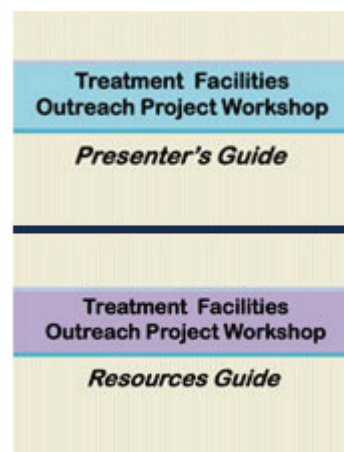 Treatment Facilities
Outreach Project Workshop
Presenter's Guide
Treatment Facilities
Outreach Project Workshop
Resources Guide